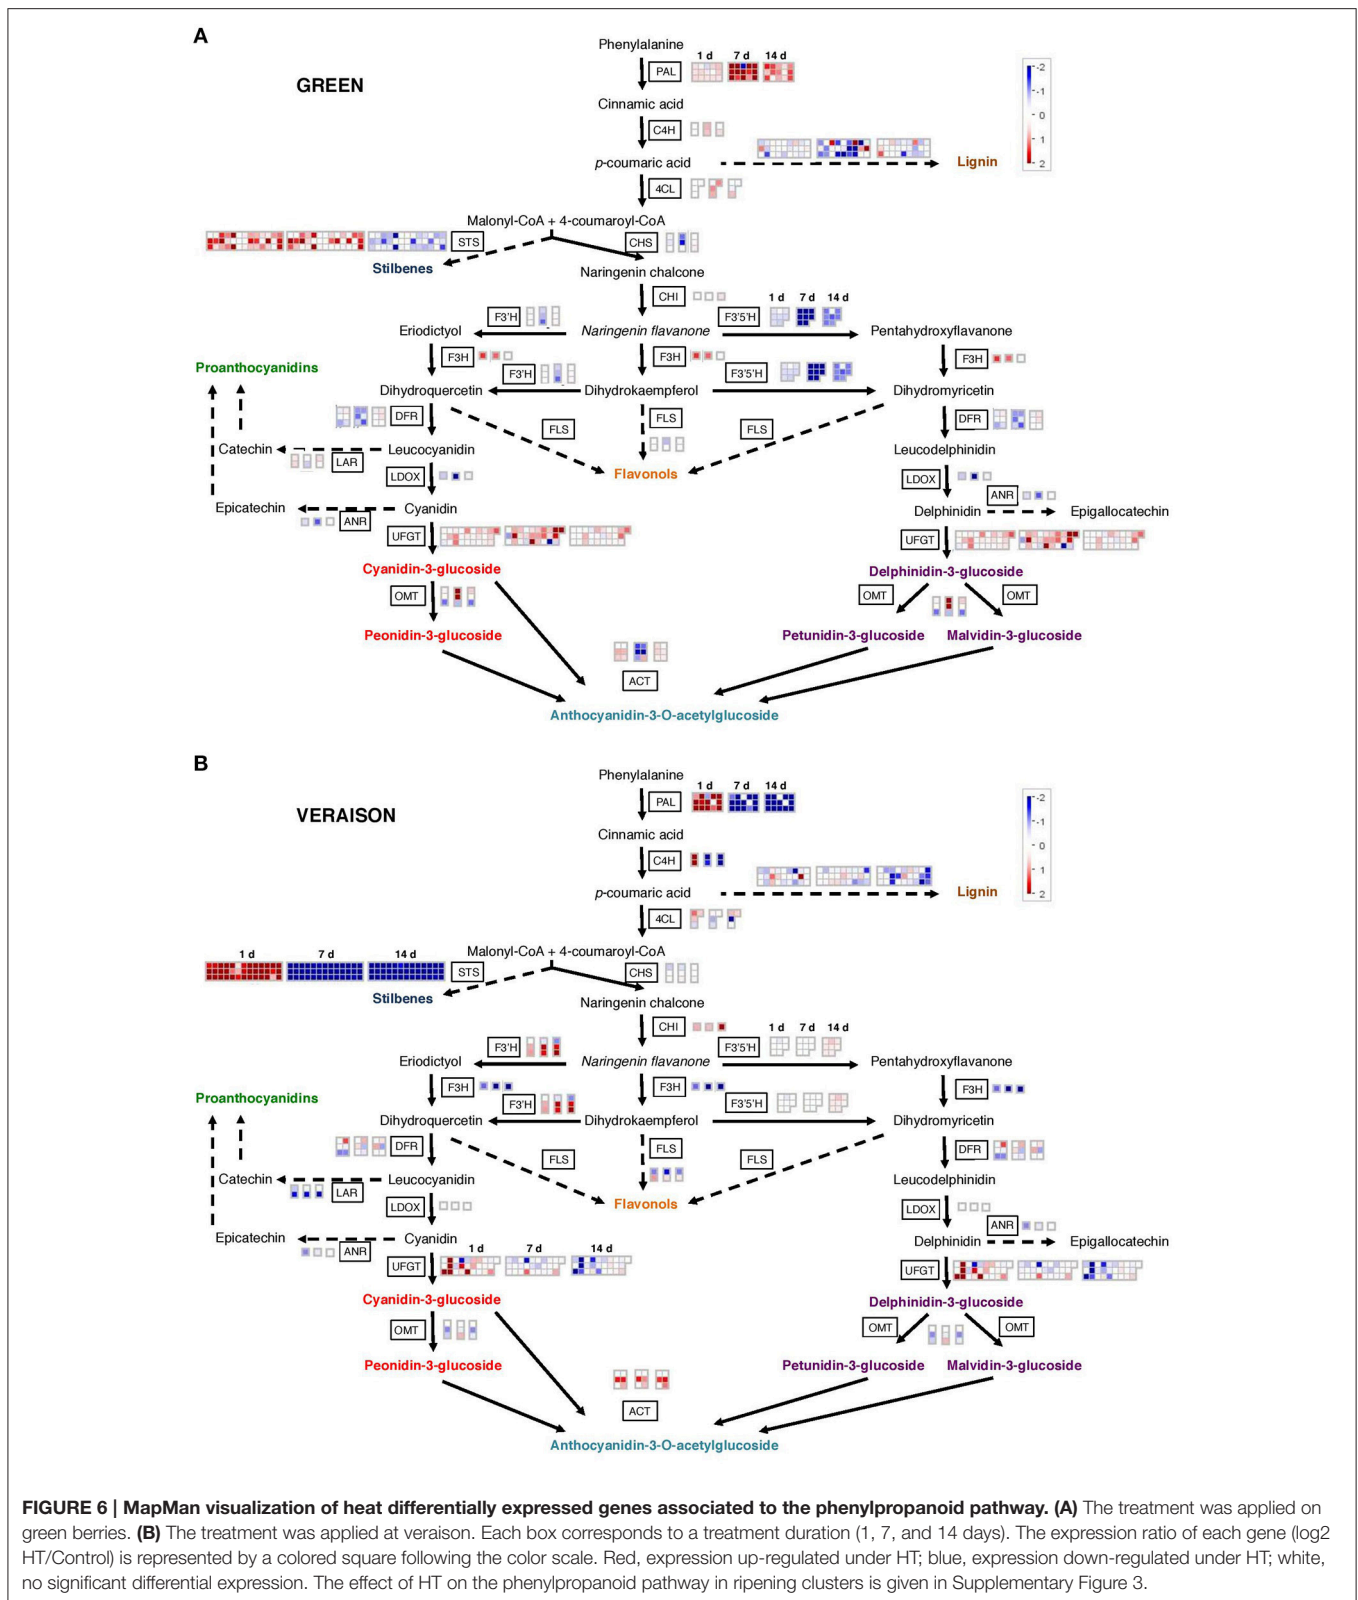 A
GREEN
Phenylalanine
1 d 7 d 14 d
PAL
-2
-1
0
1
2
Cinnamic acid
C4H
p-coumaric acid
Lignin
4CL
Malonyl-CoA + 4-coumaroyl-CoA
STS
CHS
Stilbenes
Naringenin chalcone
CHI
1 d 7 d 14 d
F3'H
F3'5'H
Eriodictyol
Naringenin flavanone
Pentahydroxyflavanone
F3H
F3H
F3H
Proanthocyanidins
F3'H
F3'5'H
Dihydroquercetin
Dihydrokaempferol
Dihydromyricetin
DFR
FLS
FLS
FLS
DFR
Catechin
LAR
Leucocyanidin
Leucodelphinidin
Flavonols
LDOX
LDOX
ANR
Epicatechin
ANR
Cyanidin
Delphinidin
Epigallocatechin
UFGT
UFGT
Cyanidin-3-glucoside
Delphinidin-3-glucoside
OMT
OMT
OMT
Peonidin-3-glucoside
Petunidin-3-glucoside
Malvidin-3-glucoside
ACT
Anthocyanidin-3-O-acetylglucoside
B
VERAISON
Phenylalanine
1 d 7 d 14 d
PAL
-2
-1
0
1
2
Cinnamic acid
C4H
p-coumaric acid
Lignin
4CL
Malonyl-CoA + 4-coumaroyl-CoA
1 d 7 d 14 d
STS
CHS
Stilbenes
Naringenin chalcone
CHI
1 d 7 d 14 d
F3'H
F3'5'H
Eriodictyol
Naringenin flavanone
Pentahydroxyflavanone
F3H
F3H
F3H
Proanthocyanidins
F3'H
F3'5'H
Dihydroquercetin
Dihydrokaempferol
Dihydromyricetin
DFR
FLS
FLS
FLS
DFR
Catechin
LAR
Leucocyanidin
Leucodelphinidin
Flavonols
LDOX
LDOX
ANR
Epicatechin
ANR
Cyanidin
Delphinidin
Epigallocatechin
1 d 7 d 14 d
UFGT
UFGT
Cyanidin-3-glucoside
Delphinidin-3-glucoside
OMT
OMT
OMT
Peonidin-3-glucoside
Petunidin-3-glucoside
Malvidin-3-glucoside
ACT
Anthocyanidin-3-O-acetylglucoside
FIGURE 6 | MapMan visualization of heat differentially expressed genes associated to the phenylpropanoid pathway. (A) The treatment was applied on
green berries. (B) The treatment was applied at veraison. Each box corresponds to a treatment duration (1, 7, and 14 days). The expression ratio of each gene (log2
HT/Control) is represented by a colored square following the color scale. Red, expression up-regulated under HT; blue, expression down-regulated under HT; white,
no significant differential expression. The effect of HT on the phenylpropanoid pathway in ripening clusters is given in Supplementary Figure 3.